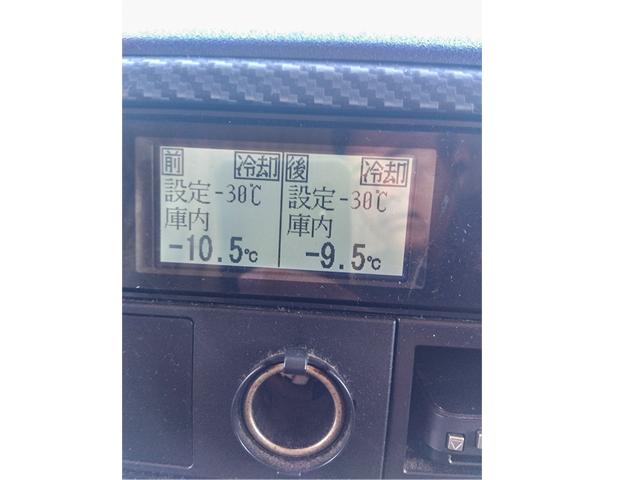 前 冷却
設定-30℃
庫内
-10.5℃
後 冷却
設定-30℃
庫内
-9.5℃